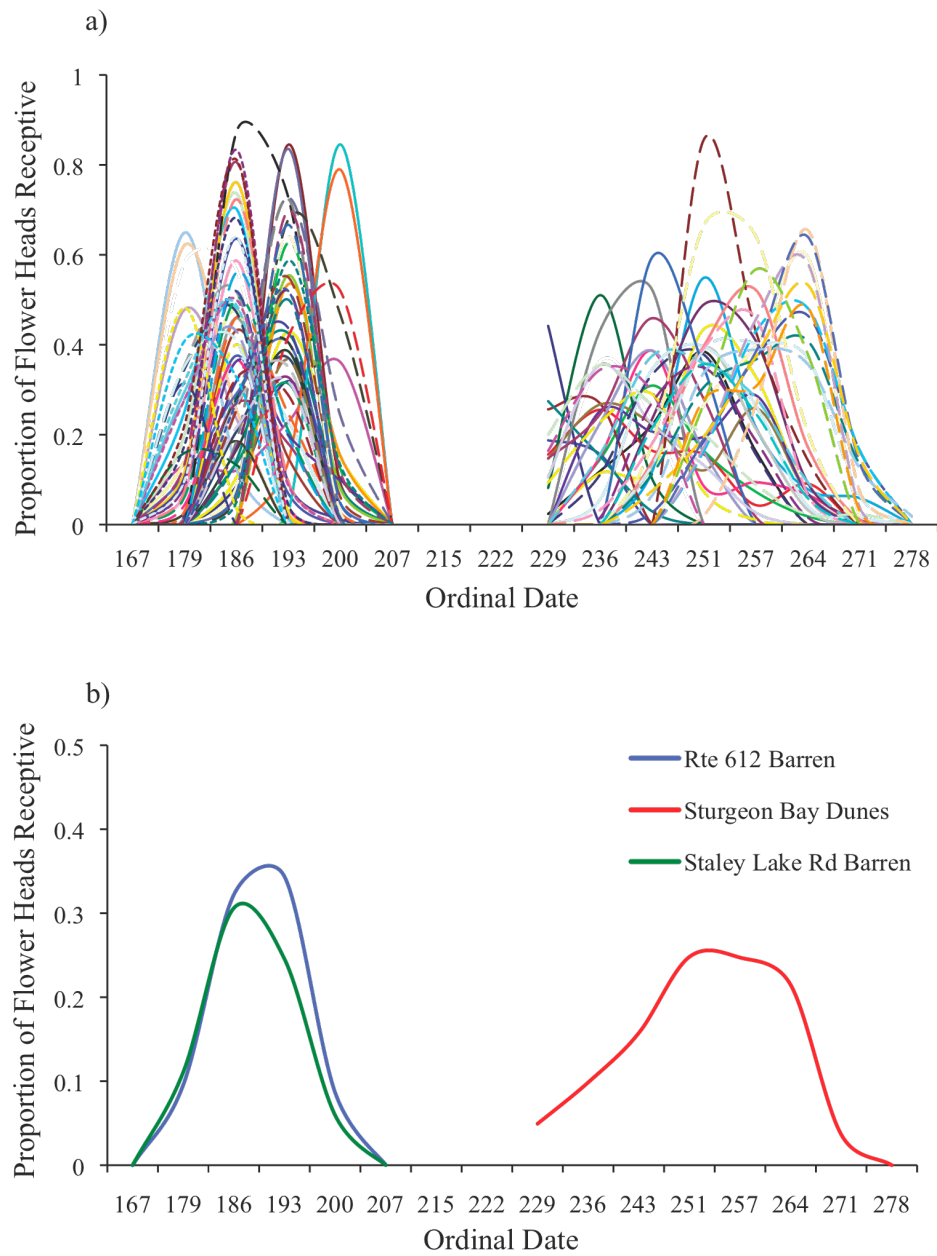 a)
Proportion of Flower Heads Receptive
1
0.8
0.6
0.4
0.2
0
167 179 186 193 200 207 215 222 229 236 243 251 257 264 271 278
Ordinal Date
b)
Proportion of Flower Heads Receptive
0.5
0.4
0.3
0.2
0.1
0
Rte 612 Barren
Sturgeon Bay Dunes
Staley Lake Rd Barren
167 179 186 193 200 207 215 222 229 236 243 251 257 264 271 278
Ordinal Date